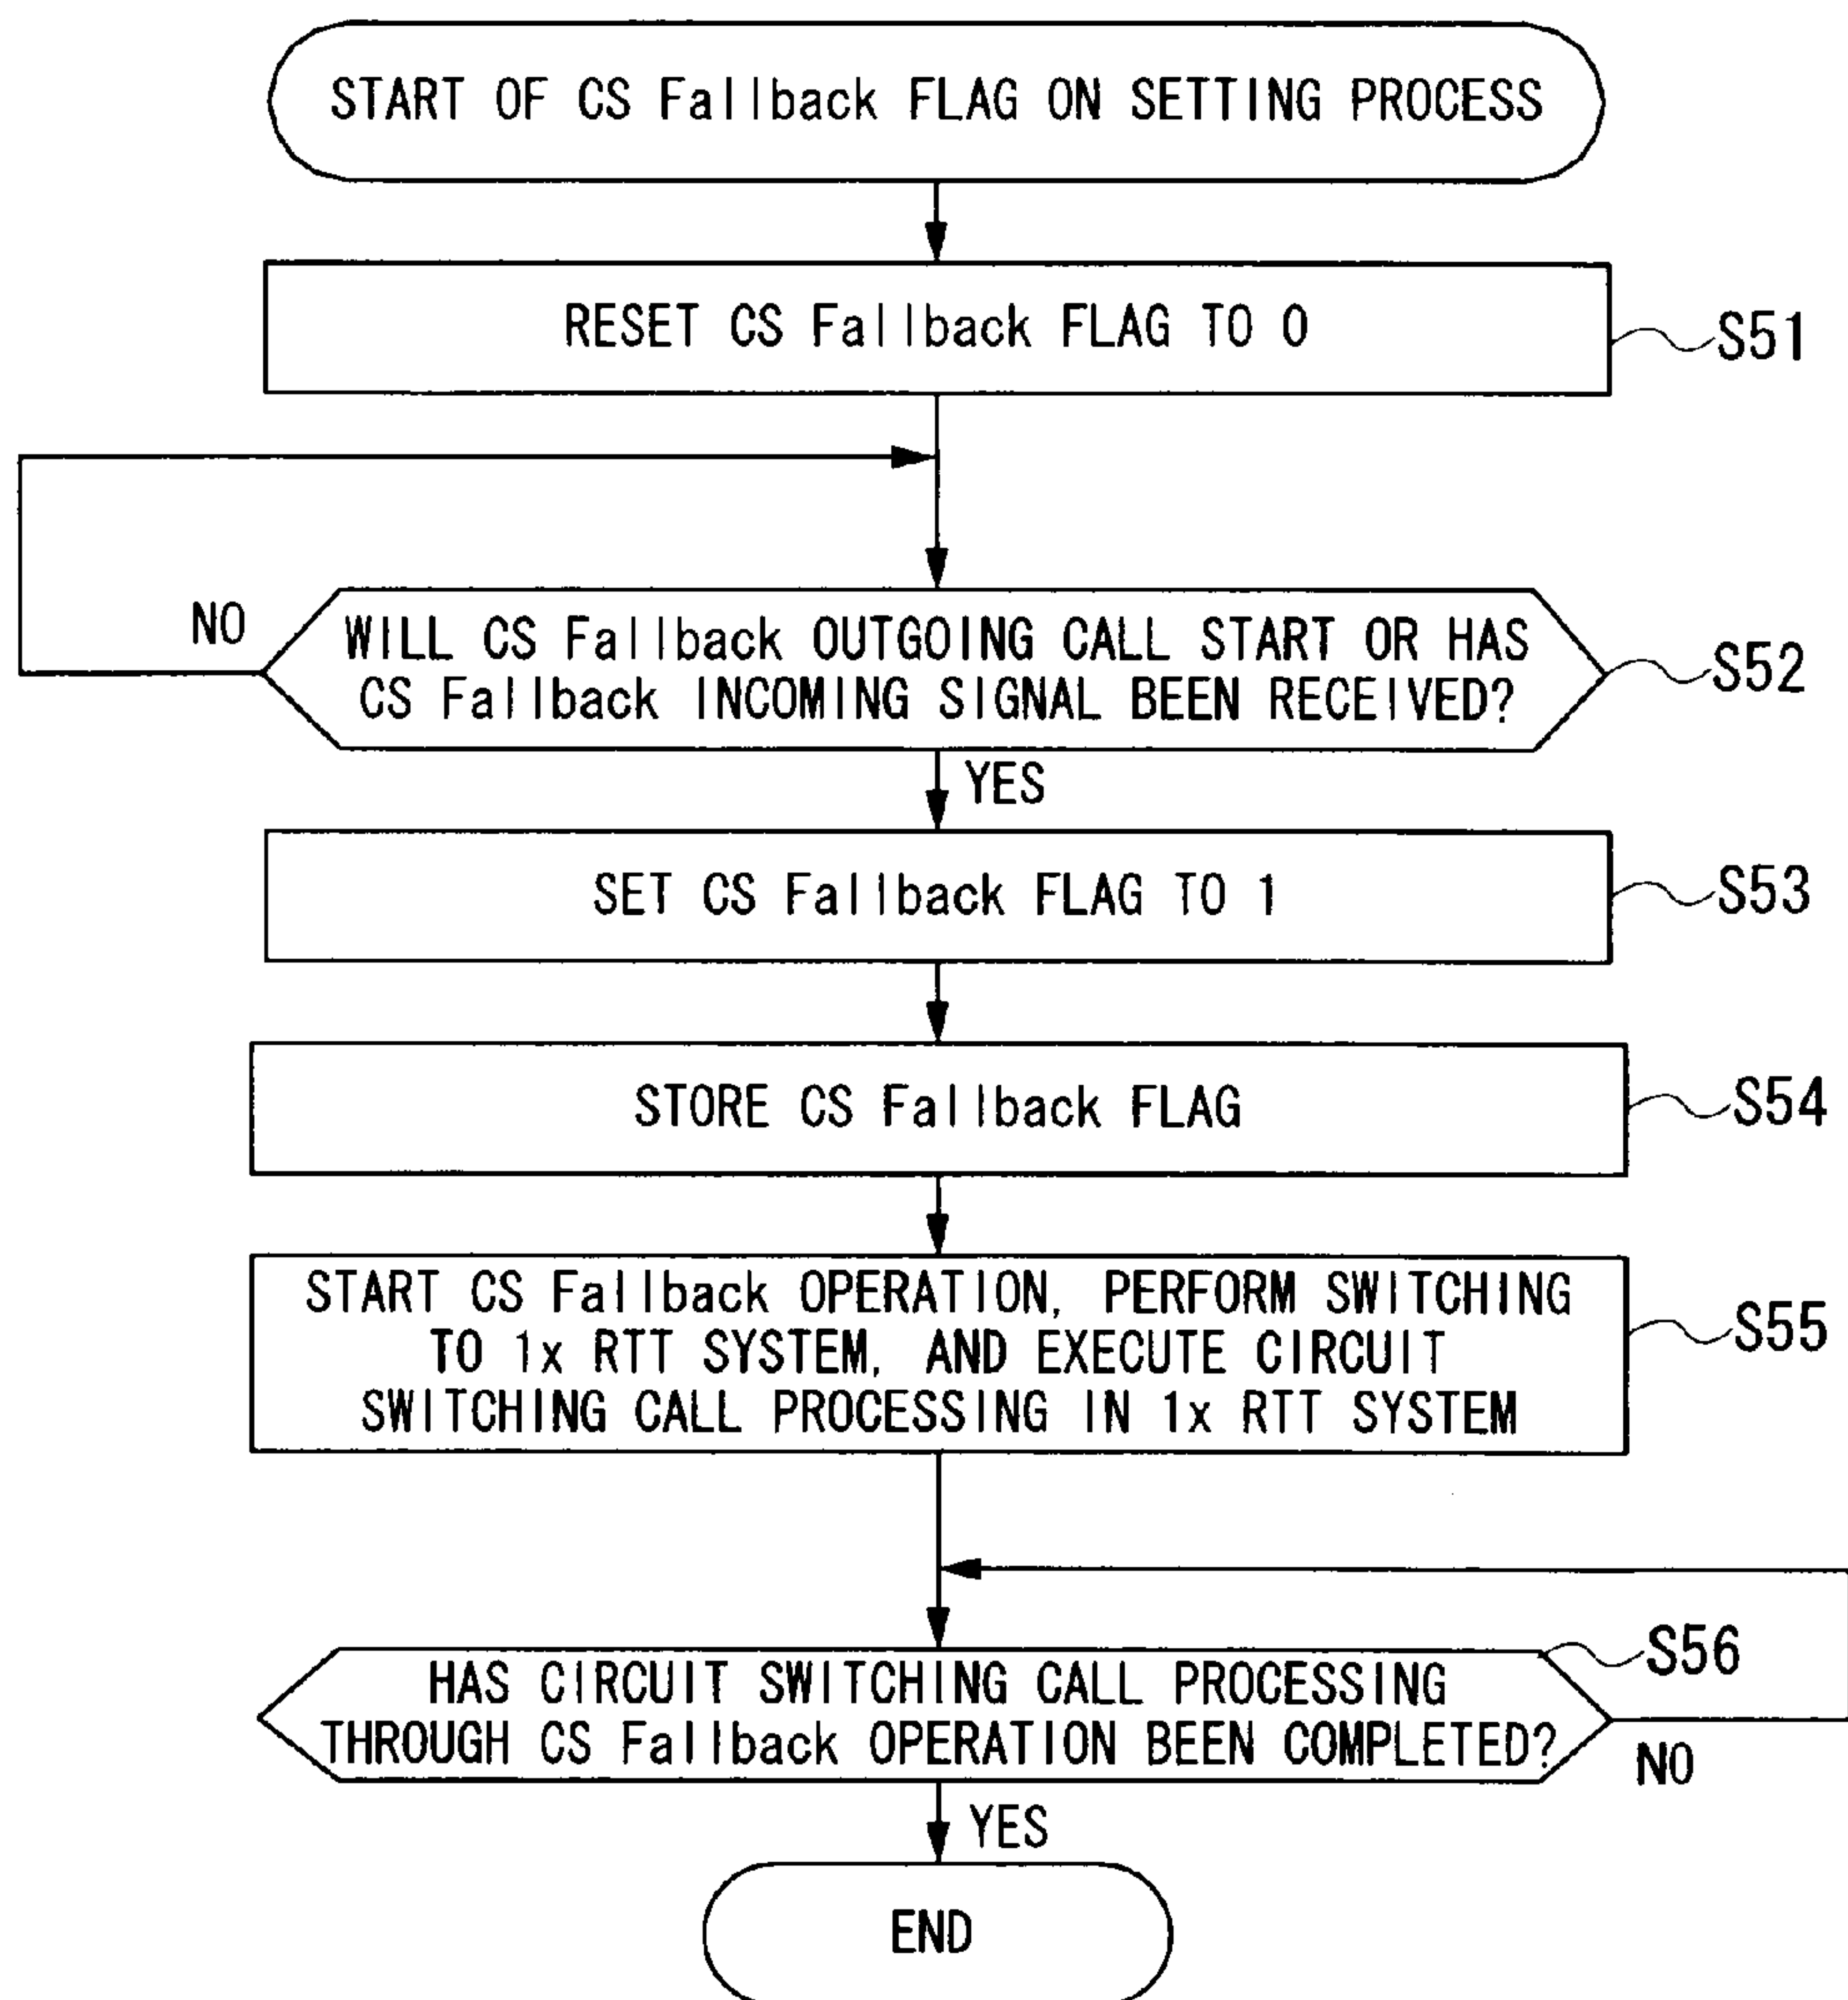 START OF CS Fallback FLAG ON SETTING PROCESS
RESET CS Fallback FLAG TO 0
S51
NO
WILL CS Fallback OUTGOING CALL START OR HAS
CS Fallback INCOMING SIGNAL BEEN RECEIVED?
S52
YES
SET CS Fallback FLAG TO 1
S53
STORE CS Fallback FLAG
S54
START CS Fallback OPERATION, PERFORM SWITCHING
TO 1x RTT SYSTEM, AND EXECUTE CIRCUIT
SWITCHING CALL PROCESSING IN 1x RTT SYSTEM
S55
S56
HAS CIRCUIT SWITCHING CALL PROCESSING
THROUGH CS Fallback OPERATION BEEN COMPLETED?
NO
YES
END